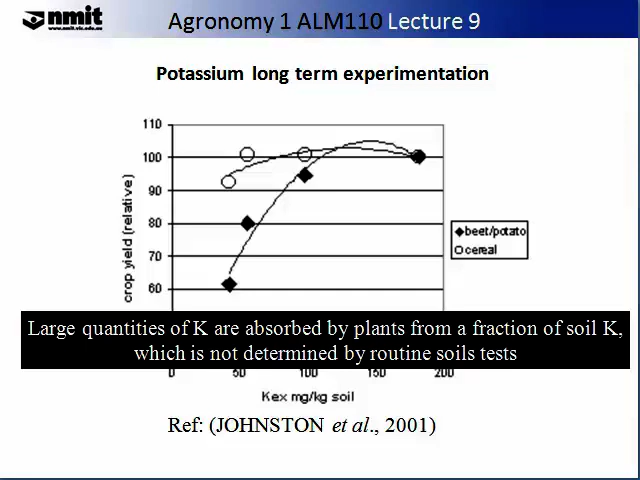 nmit
www.nmit.vic.edu.au
Agronomy 1 ALM110 Lecture 9
Potassium long term experimentation
110
100
90
80
70
60
crop yield (relative)
beet/potato
cereal
Large quantities of K are absorbed by plants from a fraction of soil K,
which is not determined by routine soils tests
0 50 100 150 200
Kex mg/kg soil
Ref: (JOHNSTON et al., 2001)